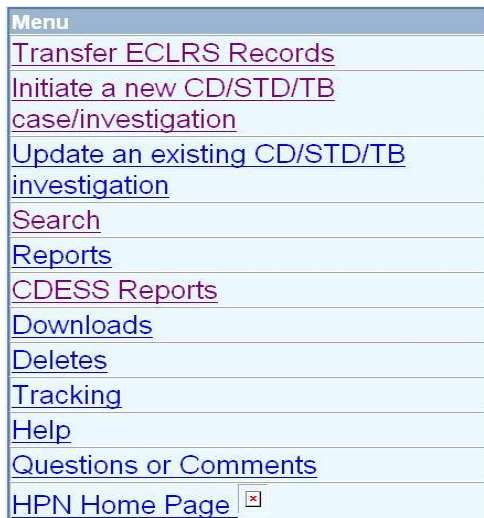 Menu
Transfer ECLRS Records
Initiate a new CD/STD/TB
case/investigation
Update an existing CD/STD/TB
investigation
Search
Reports
CDESS Reports
Downloads
Deletes
Tracking
Help
Questions or Comments
HPN Home Page